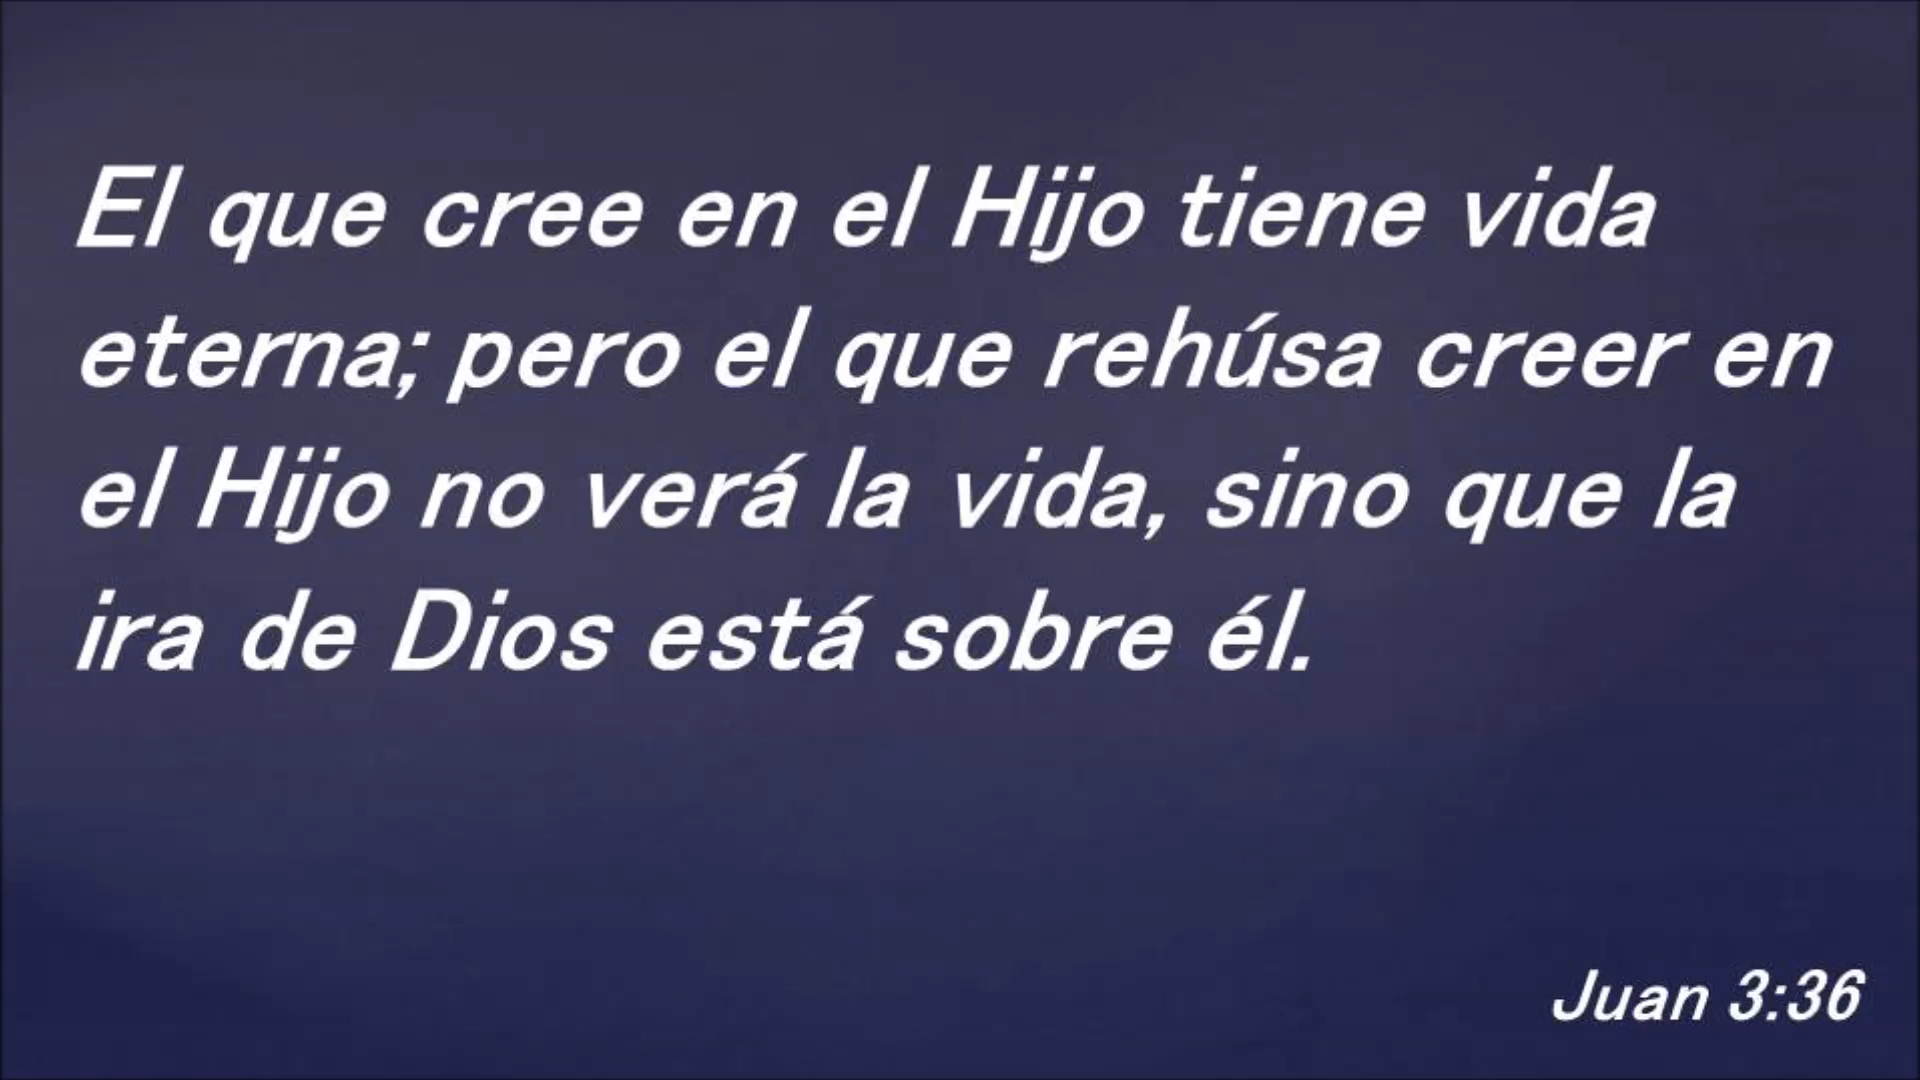 El que cree en el Hijo tiene vida
eterna; pero el que rehúsa creer en
el Hijo no verá la vida, sino que la
ira de Dios está sobre él.
Juan 3:36